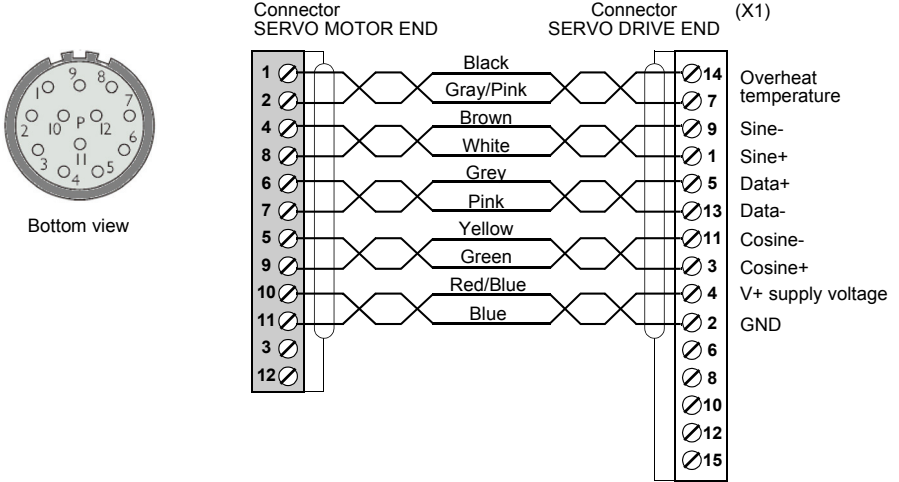 Connector
SERVO MOTOR END
Connector
SERVO DRIVE END
(X1)
9
8
1
7
2
10
P
12
6
3
11
4
5
Bottom view
1 Black 14 Overheat
temperature
2 Gray/Pink 7
4 Brown 9 Sine-
8 White 1 Sine+
6 Grey 5 Data+
7 Pink 13 Data-
5 Yellow 11 Cosine-
9 Green 3 Cosine+
10 Red/Blue 4 V+ supply voltage
11 Blue 2 GND
3 6
12 8
10
12
15